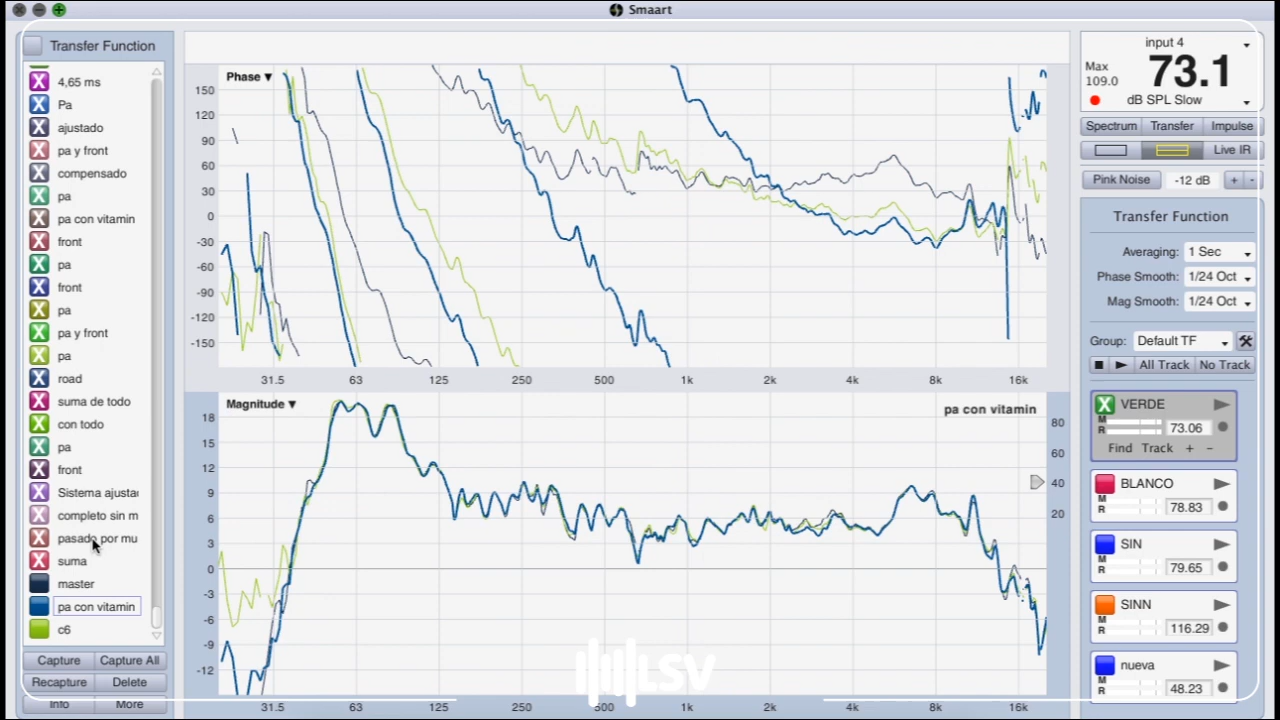 Smaart
Transfer Function
4,65 ms
Pa
ajustado
pa y front
compensado
pa
pa con vitamin
front
pa
front
pa
pa y front
pa
road
suma de todo
con todo
pa
front
Sistema ajusta
completo sin m
pasado por mu
suma
master
pa con vitamin
c6
Capture Capture All
Recapture Delete
Info More
Phase ▼
150
120
90
60
30
0
-30
-60
-90
-120
-150
31.5 63 125 250 500 1k 2k 4k 8k 16k
Magnitude ▼
pa con vitamin
18
15
12
9
6
3
0
-3
-6
-9
-12
80
60
40
20
31.5 63 125 250 500 1k 2k 4k 8k 16k
LSV
input 4
Max
109.0
73.1
dB SPL Slow
Spectrum Transfer Impulse
Live IR
Pink Noise -12 dB + -
Transfer Function
Averaging: 1 Sec
Phase Smooth: 1/24 Oct
Mag Smooth: 1/24 Oct
Group: Default TF
All Track No Track
VERDE
M
R
73.06
Find Track + -
BLANCO
M
R
78.83
SIN
M
R
79.65
SINN
M
R
116.29
nueva
M
R
48.23